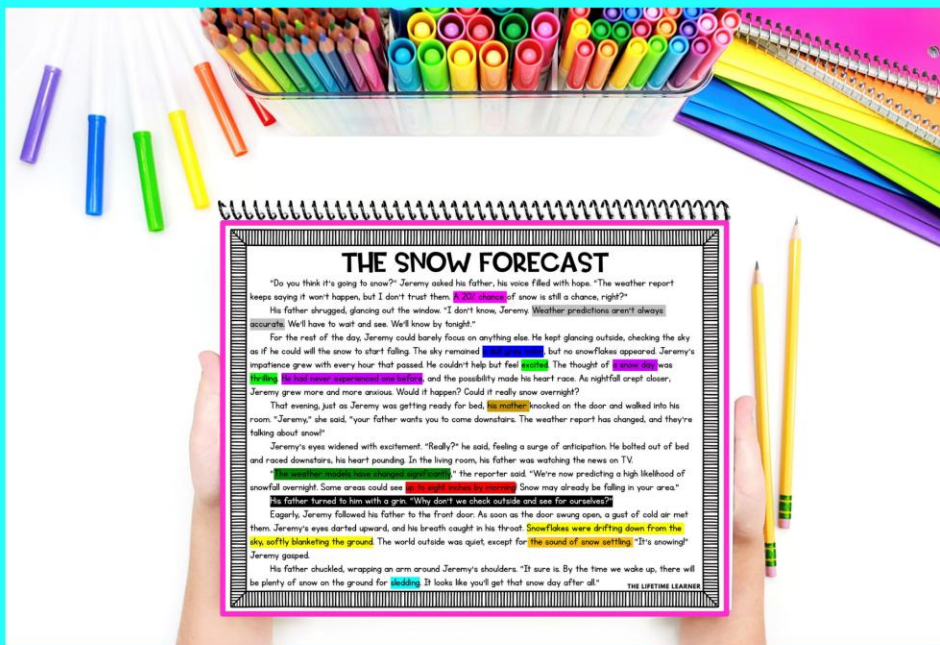 THE SNOW FORECAST
"Do you think it's going to snow?" Jeremy asked his father, his voice filled with hope. "The weather report
keeps saying it won't happen, but I don't trust them. A 20% chance of snow is still a chance, right?"
His father shrugged, glancing out the window. "I don't know, Jeremy. Weather predictions aren't always
accurate. We'll have to wait and see. We'll know by tonight."
For the rest of the day, Jeremy could barely focus on anything else. He kept glancing outside, checking the sky
as if he could will the snow to start falling. The sky remained , but no snowflakes appeared. Jeremy's
impatience grew with every hour that passed. He couldn't help but feel excited. The thought of a snow day was
thrilling. He had never experienced one before, and the possibility made his heart race. As nightfall crept closer,
Jeremy grew more and more anxious. Would it happen? Could it really snow overnight?
That evening, just as Jeremy was getting ready for bed, his mother knocked on the door and walked into his
room. "Jeremy," she said, "your father wants you to come downstairs. The weather report has changed, and they're
talking about snow!"
Jeremy's eyes widened with excitement. "Really?" he said, feeling a surge of anticipation. He bolted out of bed
and raced downstairs, his heart pounding. In the living room, his father was watching the news on TV.
"The weather models have changed significantly," the reporter said. "We're now predicting a high likelihood of
snowfall overnight. Some areas could see up to eight inches by morning! Snow may already be falling in your area."
His father turned to him with a grin. "Why don't we check outside and see for ourselves?"
Eagerly, Jeremy followed his father to the front door. As soon as the door swung open, a gust of cold air met
them. Jeremy's eyes darted upward, and his breath caught in his throat. Snowflakes were drifting down from the
sky, softly blanketing the ground. The world outside was quiet, except for the sound of snow settling. "It's snowing!"
Jeremy gasped.
His father chuckled, wrapping an arm around Jeremy's shoulders. "It sure is. By the time we wake up, there will
be plenty of snow on the ground for sledding. It looks like you'll get that snow day after all."
THE LIFETIME LEARNER